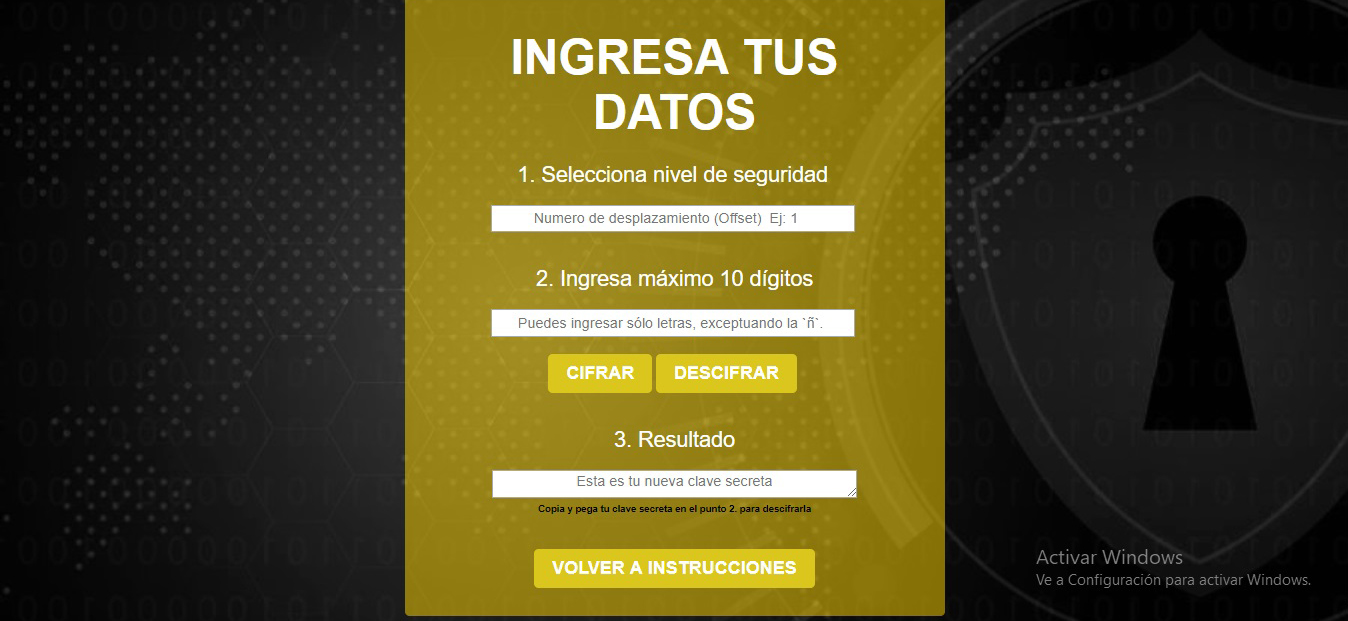 INGRESA TUS
DATOS
1. Selecciona nivel de seguridad
Numero de desplazamiento (Offset)  Ej: 1
2. Ingresa máximo 10 dígitos
Puedes ingresar sólo letras, exceptuando la `ñ`.
CIFRAR DESCIFRAR
3. Resultado
Esta es tu nueva clave secreta
Copia y pega tu clave secreta en el punto 2. para descifrarla
VOLVER A INSTRUCCIONES
Activar Windows
Ve a Configuración para activar Windows.